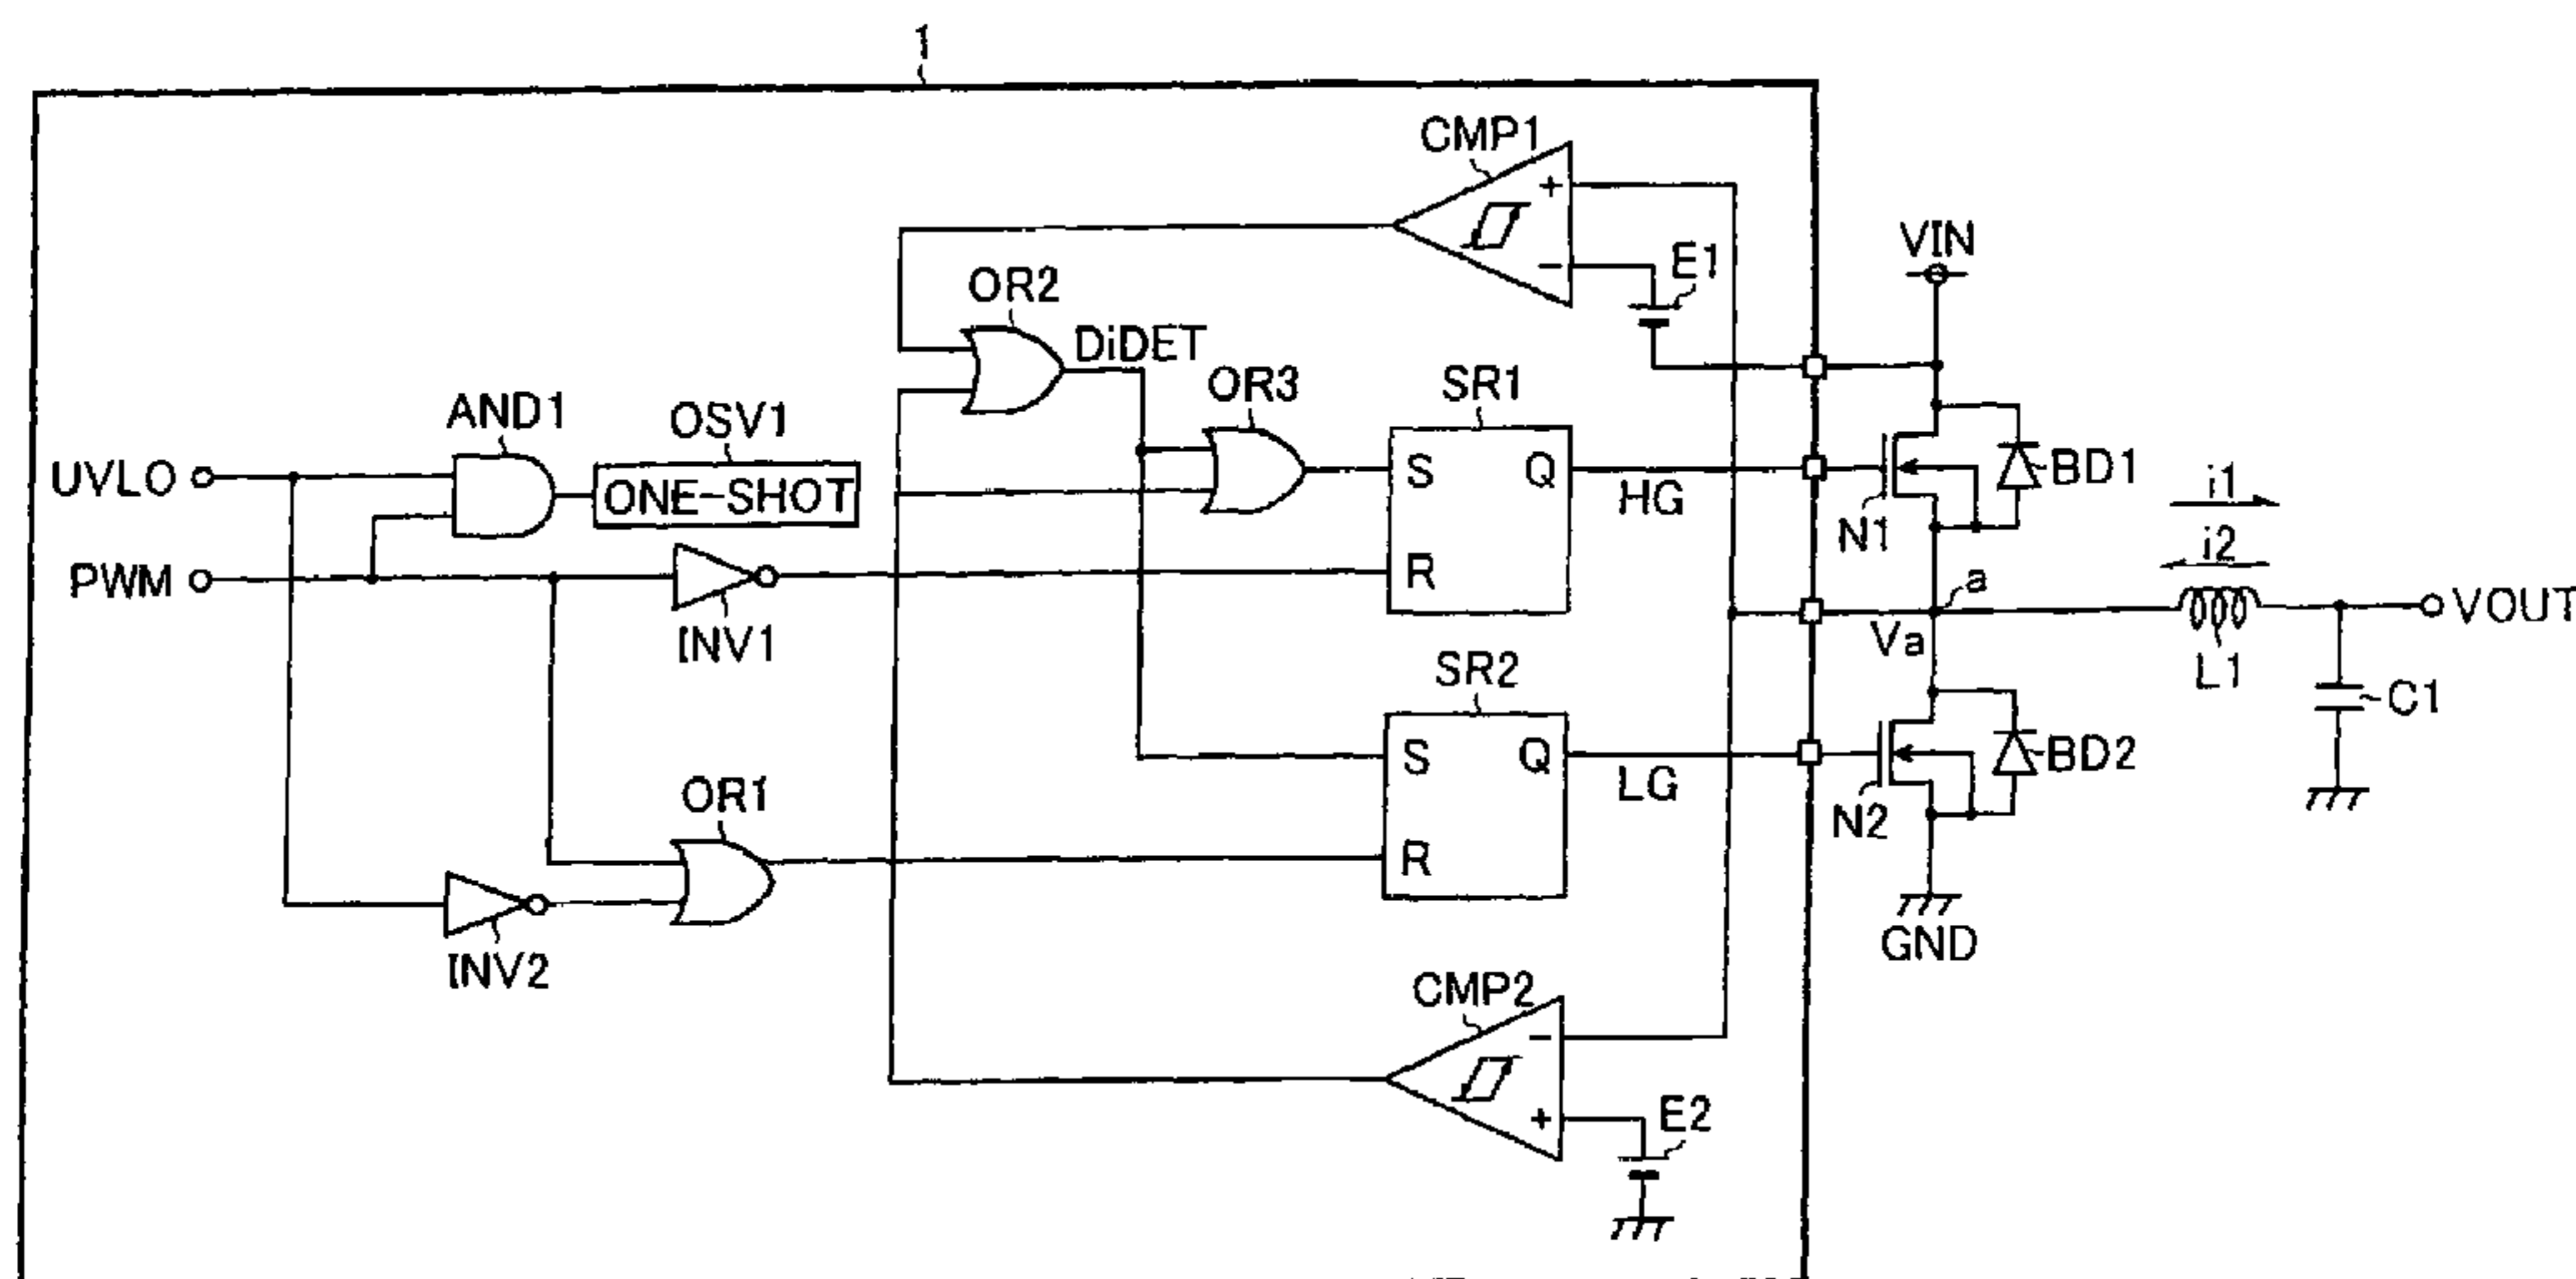 1
CMP1
+
−
E1
VIN
OR2
DiDET
OR3
SR1
AND1
OSV1
UVLO
ONE-SHOT
S
Q
HG
N1
BD1
i1
i2
PWM
INV1
R
a
Va
L1
VOUT
C1
SR2
S
Q
LG
N2
BD2
OR1
R
INV2
GND
CMP2
−
+
E2